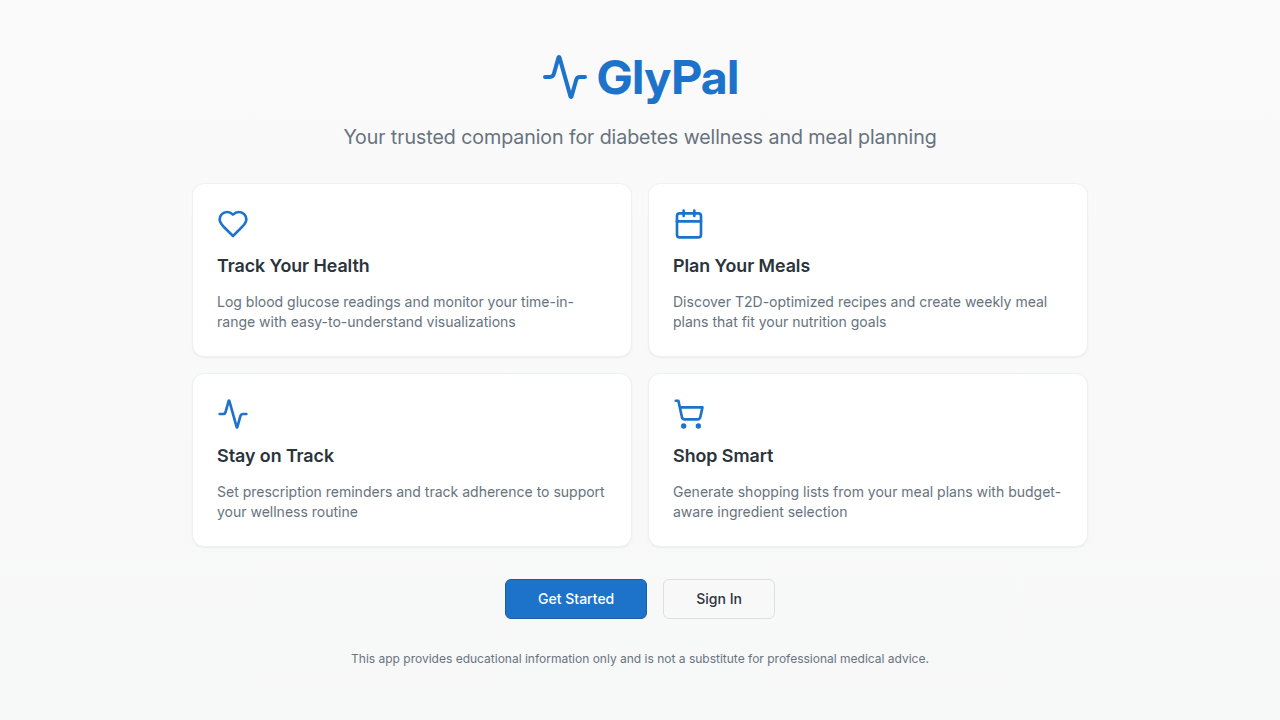 GlyPal
Your trusted companion for diabetes wellness and meal planning
Track Your Health
Log blood glucose readings and monitor your time-in-
range with easy-to-understand visualizations
Plan Your Meals
Discover T2D-optimized recipes and create weekly meal
plans that fit your nutrition goals
Stay on Track
Set prescription reminders and track adherence to support
your wellness routine
Shop Smart
Generate shopping lists from your meal plans with budget-
aware ingredient selection
Get Started
Sign In
This app provides educational information only and is not a substitute for professional medical advice.